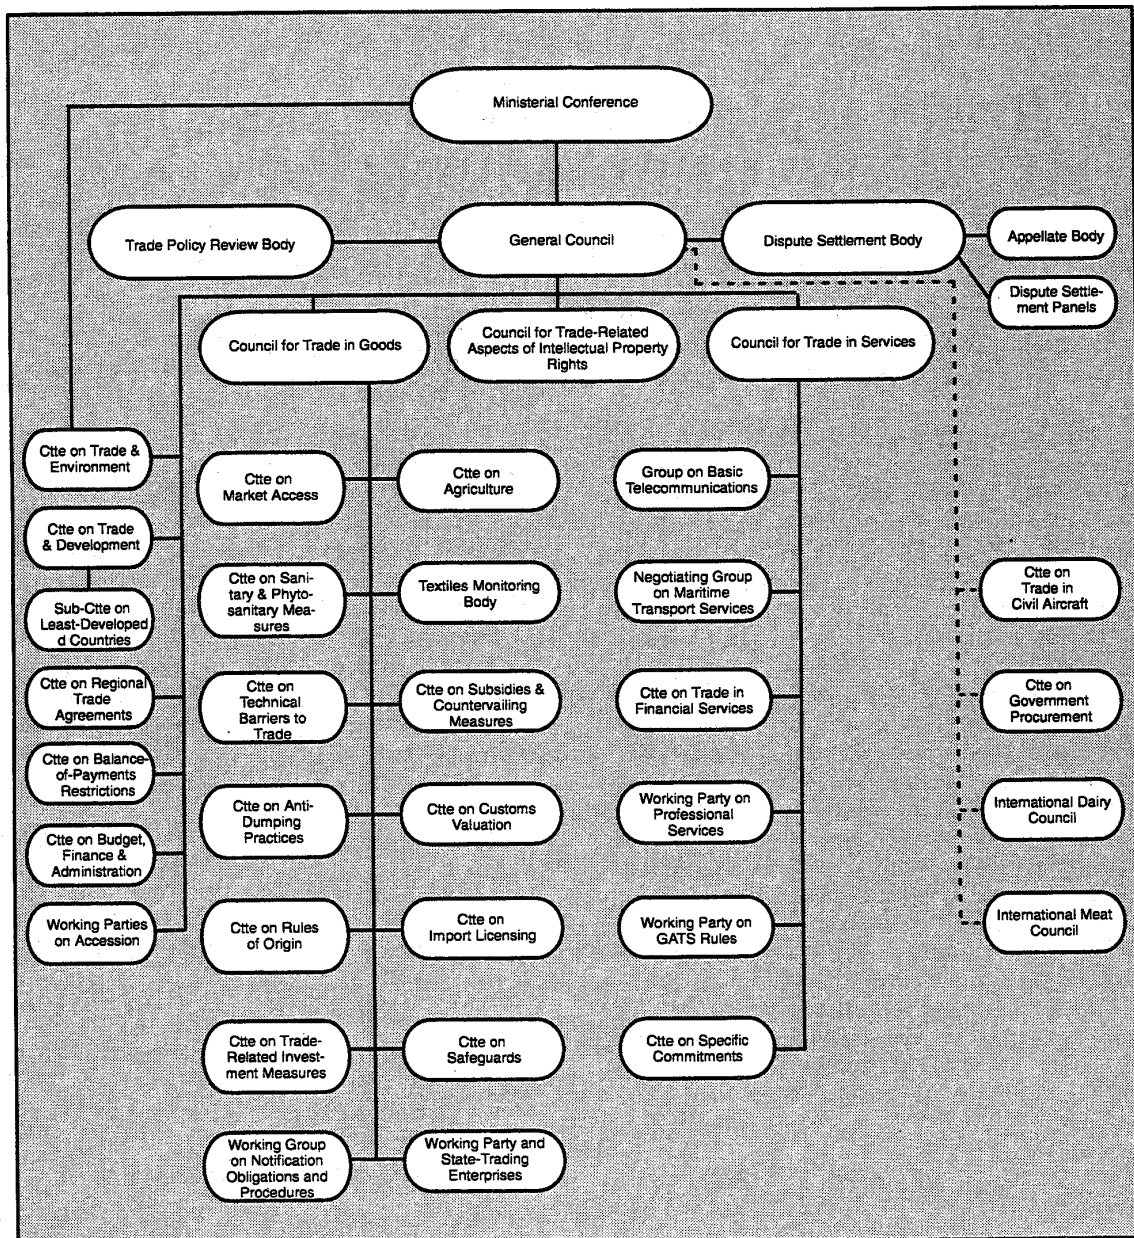 Ministerial Conference
Trade Policy Review Body
General Council
Dispute Settlement Body
Appellate Body
Dispute Settle-
ment Panels
Council for Trade in Goods
Council for Trade-Related
Aspects of Intellectual Property
Rights
Council for Trade in Services
Ctte on Trade &
Environment
Ctte on Trade
& Development
Sub-Ctte on
Least-Developed
d Countries
Ctte on Regional
Trade
Agreements
Ctte on Balance-
of-Payments
Restrictions
Ctte on Budget,
Finance &
Administration
Working Parties
on Accession
Ctte on
Market Access
Ctte on
Agriculture
Ctte on Sani-
tary & Phyto-
sanitary Mea-
sures
Textiles Monitoring
Body
Ctte on
Technical
Barriers to
Trade
Ctte on Subsidies &
Countervailing
Measures
Ctte on Anti-
Dumping
Practices
Ctte on Customs
Valuation
Ctte on Rules
of Origin
Ctte on
Import Licensing
Ctte on Trade-
Related Invest-
ment Measures
Ctte on
Safeguards
Working Group
on Notification
Obligations and
Procedures
Working Party and
State-Trading
Enterprises
Group on Basic
Telecommunications
Negotiating Group
on Maritime
Transport Services
Ctte on Trade in
Financial Services
Working Party on
Professional
Services
Working Party on
GATS Rules
Ctte on Specific
Commitments
Ctte on
Trade in
Civil Aircraft
Ctte on
Government
Procurement
International Dairy
Council
International Meat
Council